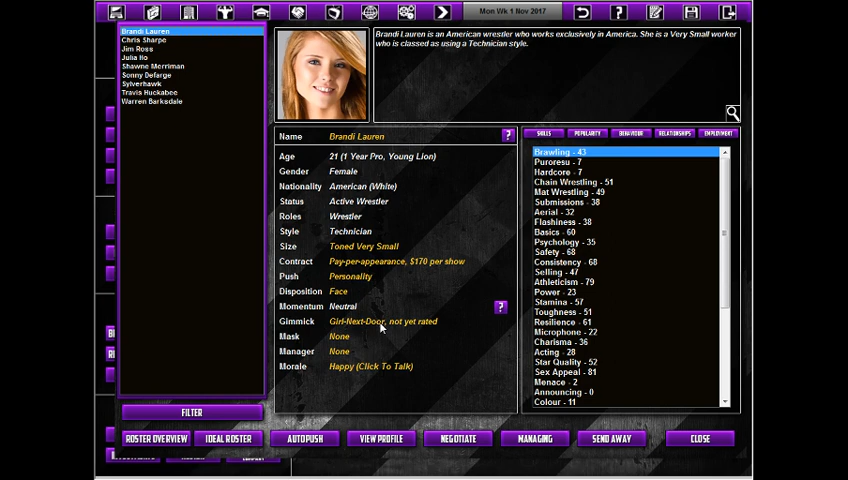 Mon Wk 1 Nov 2017
Brandi Lauren
Chris Sharpe
Jim Ross
Julia Ho
Shawne Merriman
Sonny Defarge
Sylverhawk
Travis Huckabee
Warren Barksdale
FILTER
ROSTER OVERVIEW
IDEAL ROSTER
Brandi Lauren is an American wrestler who works exclusively in America. She is a Very Small worker
who is classed as using a Technician style.
Name Brandi Lauren ?
Age 21 (1 Year Pro, Young Lion)
Gender Female
Nationality American (White)
Status Active Wrestler
Roles Wrestler
Style Technician
Size Toned Very Small
Contract Pay-per-appearance, $170 per show
Push Personality
Disposition Face
Momentum Neutral ?
Gimmick Girl-Next-Door, not yet rated
Mask None
Manager None
Morale Happy (Click To Talk)
SKILLS POPULARITY BEHAVIOUR RELATIONSHIPS EMPLOYMENT
Brawling - 43
Puroresu - 7
Hardcore - 7
Chain Wrestling - 51
Mat Wrestling - 49
Submissions - 38
Aerial - 32
Flashiness - 38
Basics - 60
Psychology - 35
Safety - 68
Consistency - 68
Selling - 47
Athleticism - 79
Power - 23
Stamina - 57
Toughness - 51
Resilience - 61
Microphone - 22
Charisma - 36
Acting - 28
Star Quality - 52
Sex Appeal - 81
Menace - 2
Announcing - 0
Colour - 11
AUTOPUSH VIEW PROFILE NEGOTIATE MANAGING SEND AWAY CLOSE